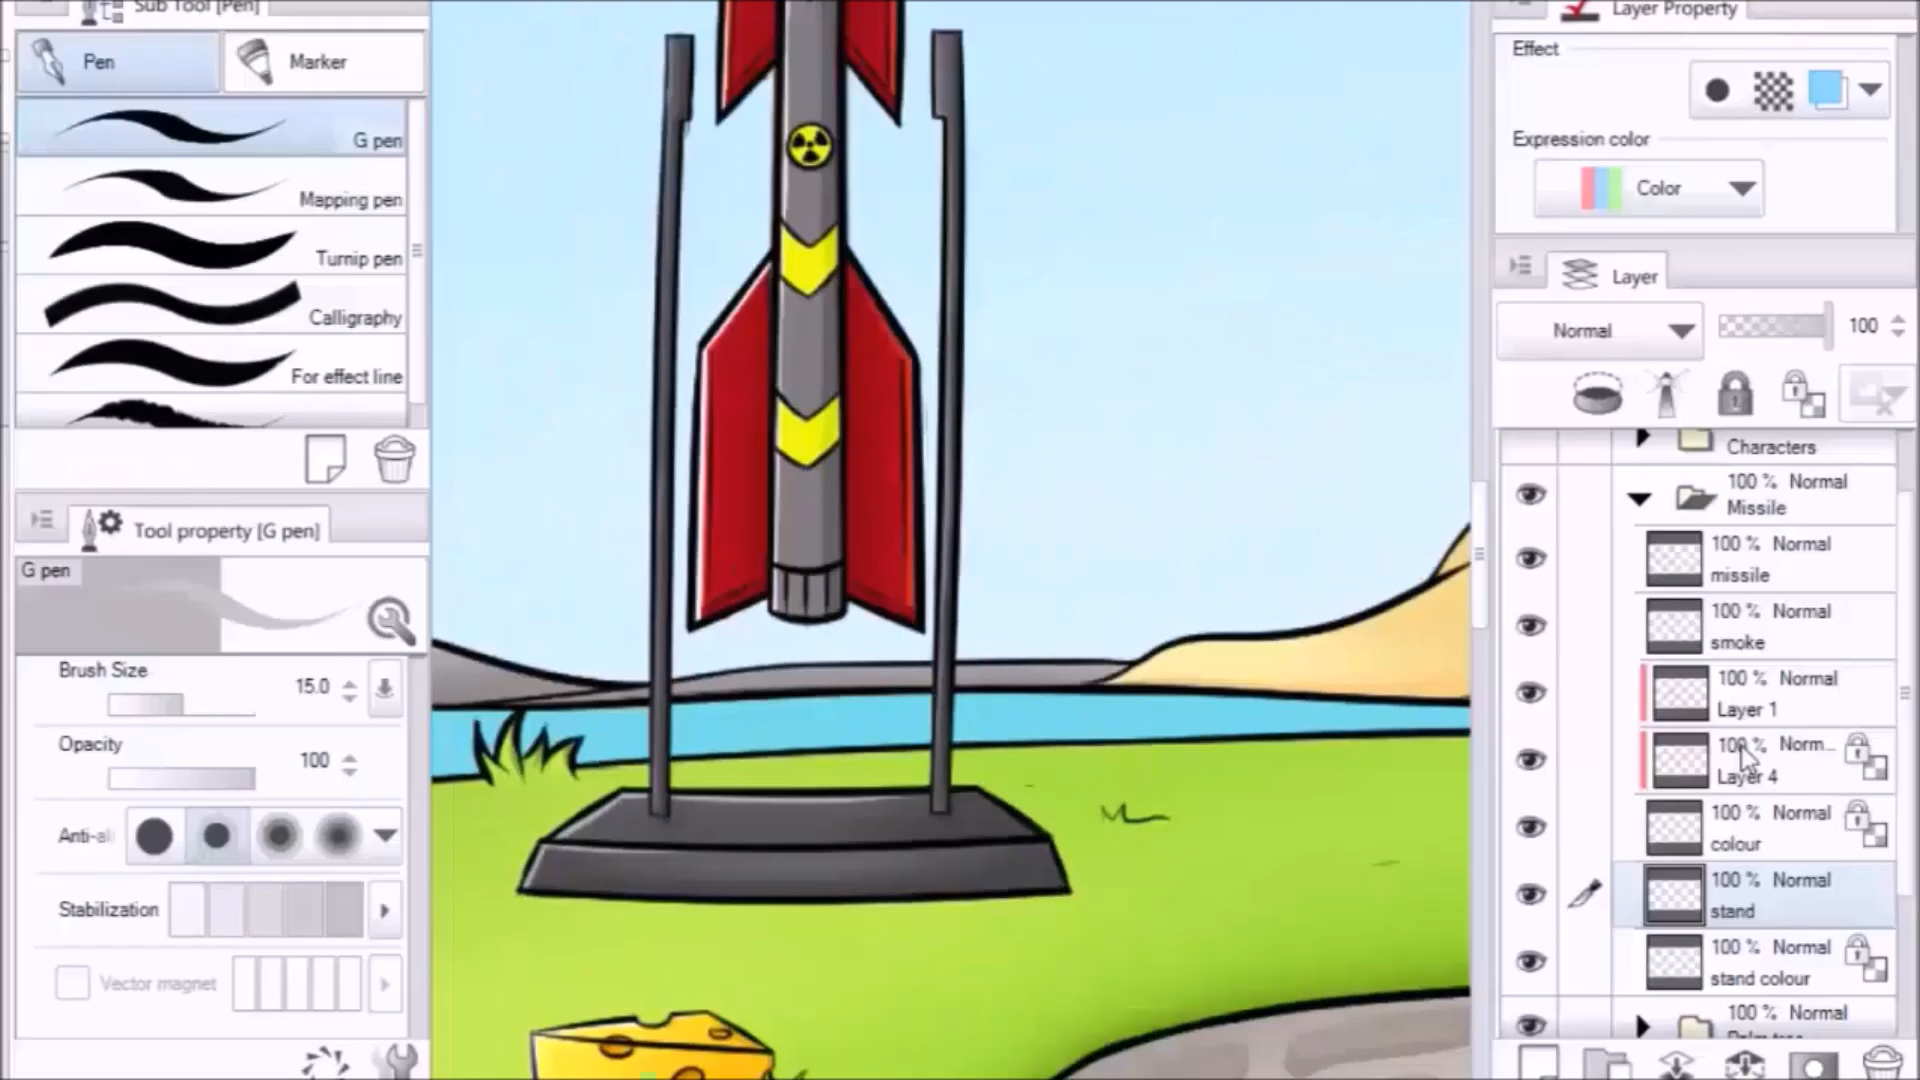 Sub Tool [Pen]
Pen
Marker
G pen
Mapping pen
Turnip pen
Calligraphy
For effect line
Tool property [G pen]
G pen
Brush Size
15.0
Opacity
100
Anti-al
Stabilization
Vector magnet
Layer Property
Effect
Expression color
Color
Layer
Normal
100
Characters
100 % Normal
Missile
100 % Normal
missile
100 % Normal
smoke
100 % Normal
Layer 1
100 % Norm...
Layer 4
100 % Normal
colour
100 % Normal
stand
100 % Normal
stand colour
100 % Normal